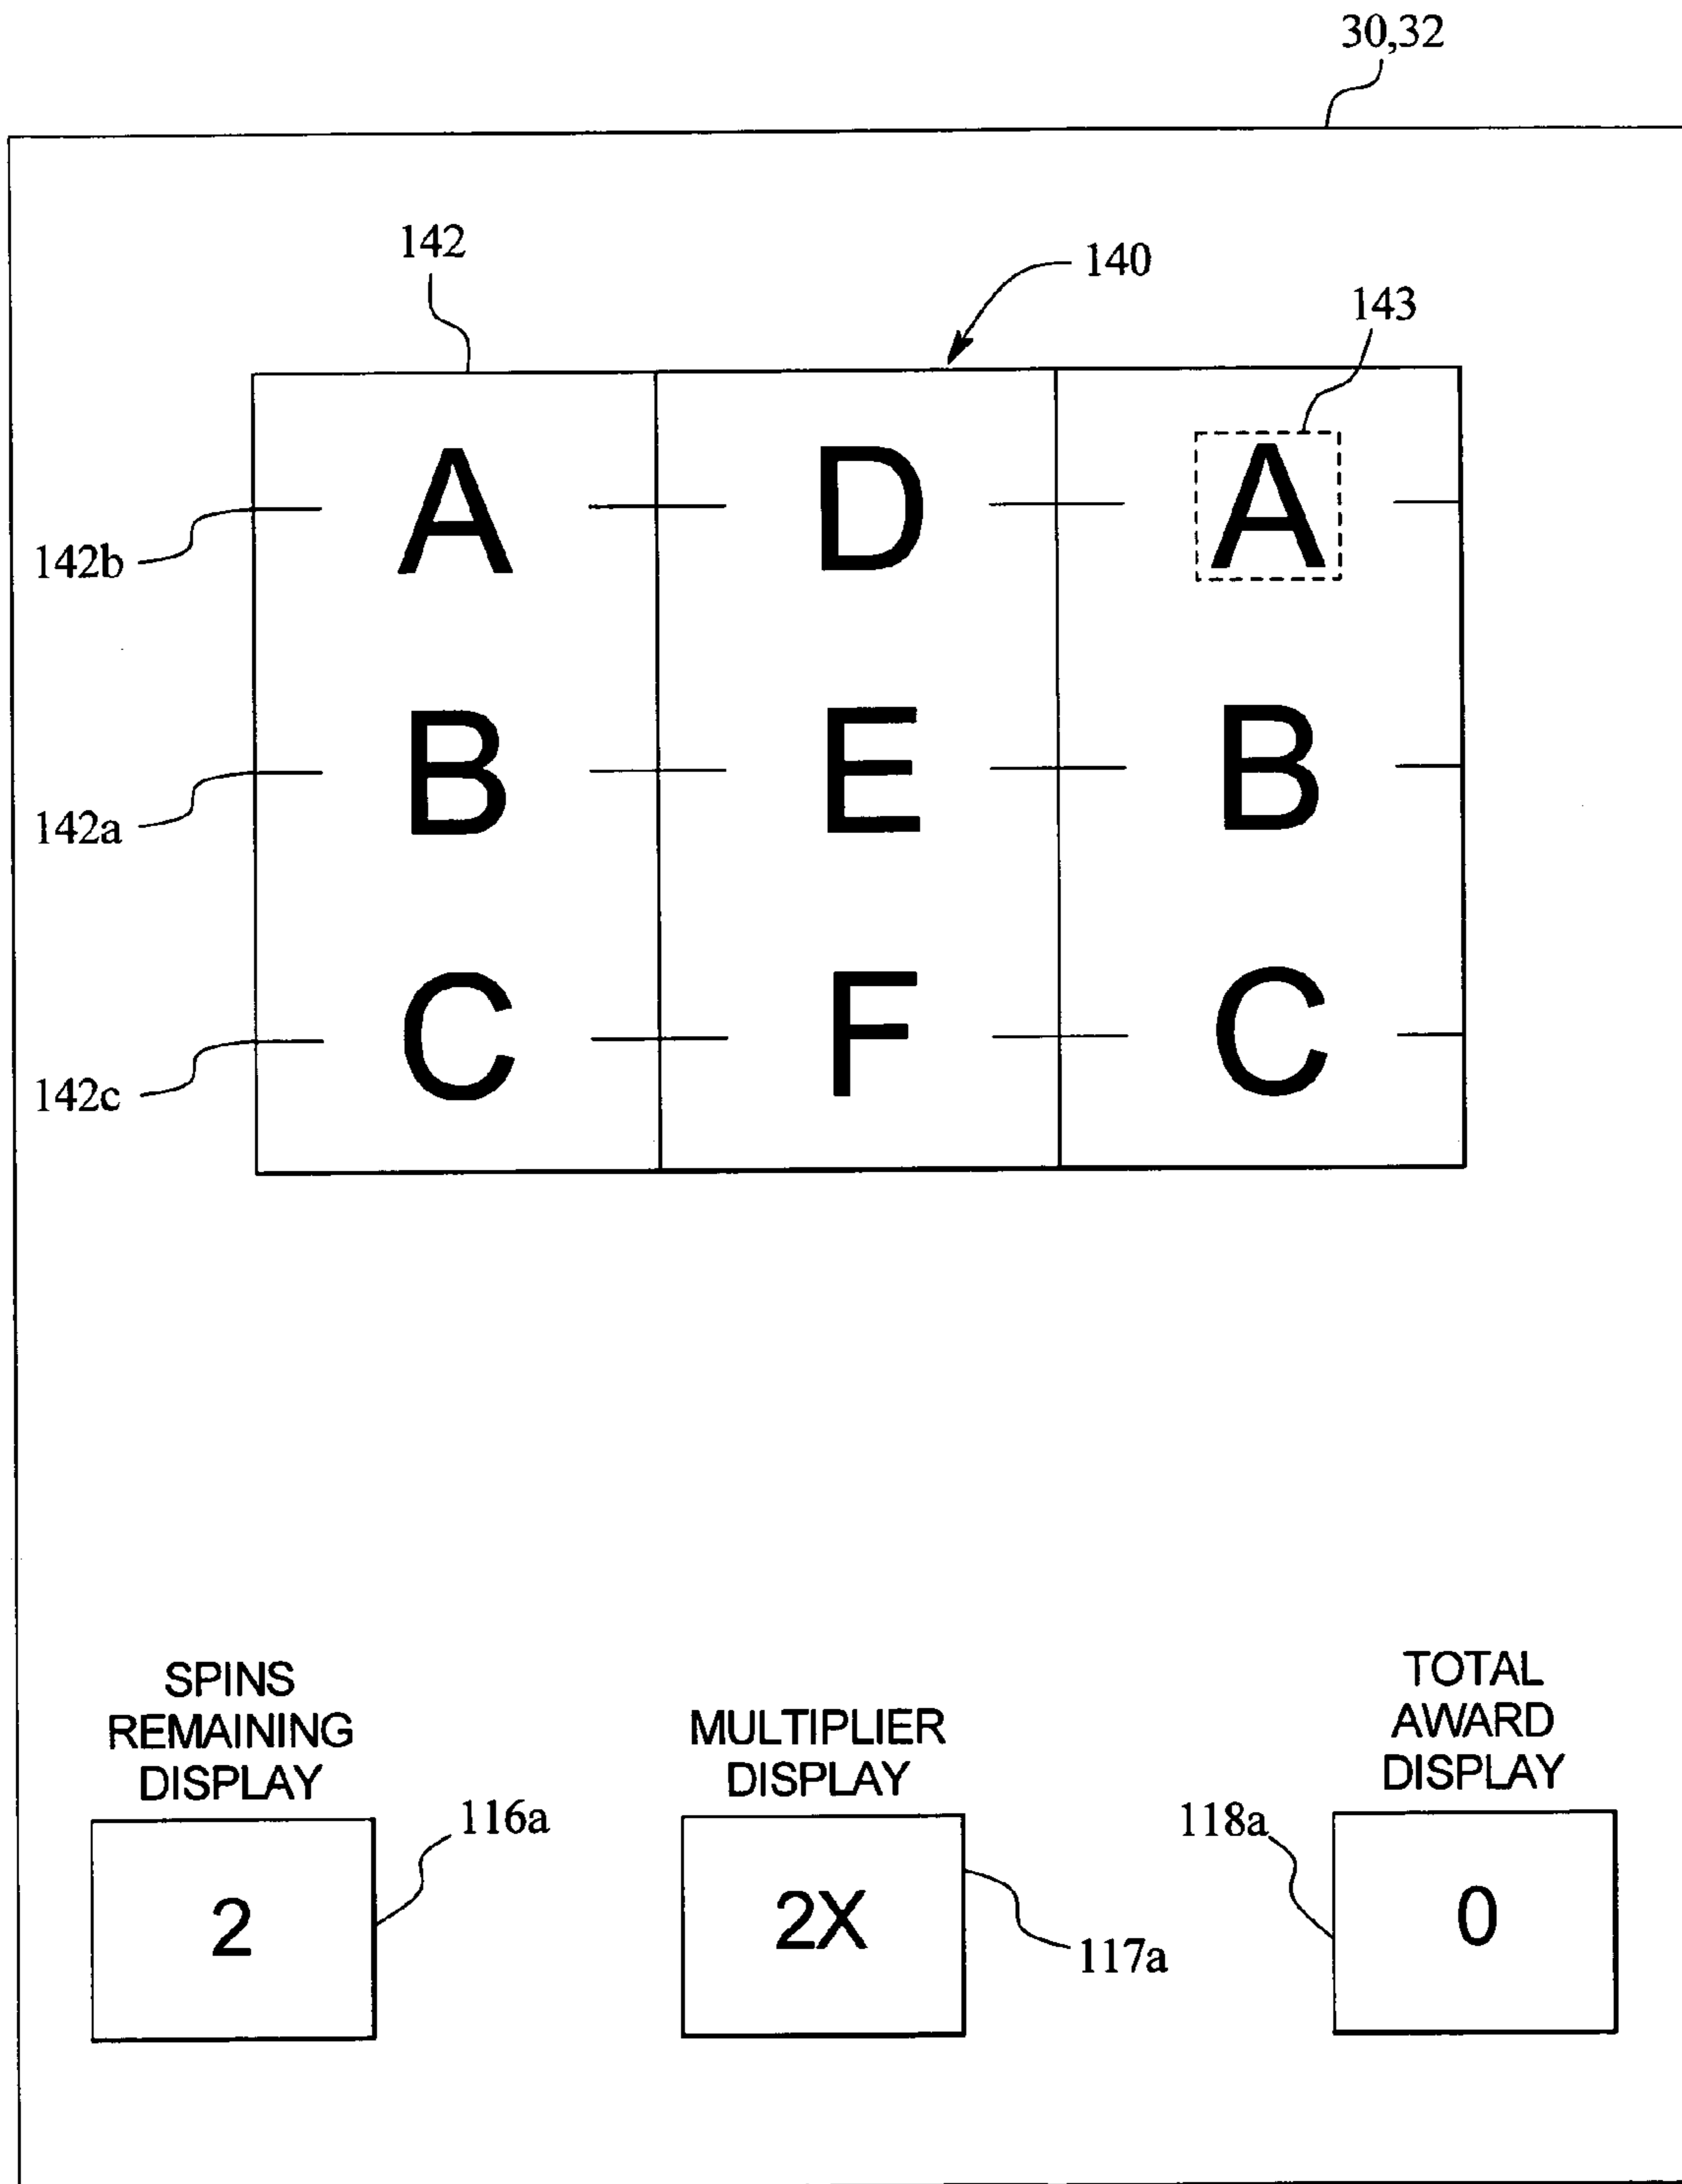 30,32
142
140
143
A D A
142b
B E B
142a
C F C
142c
SPINS
REMAINING
DISPLAY
MULTIPLIER
DISPLAY
TOTAL
AWARD
DISPLAY
116a
118a
2
2X
0
117a